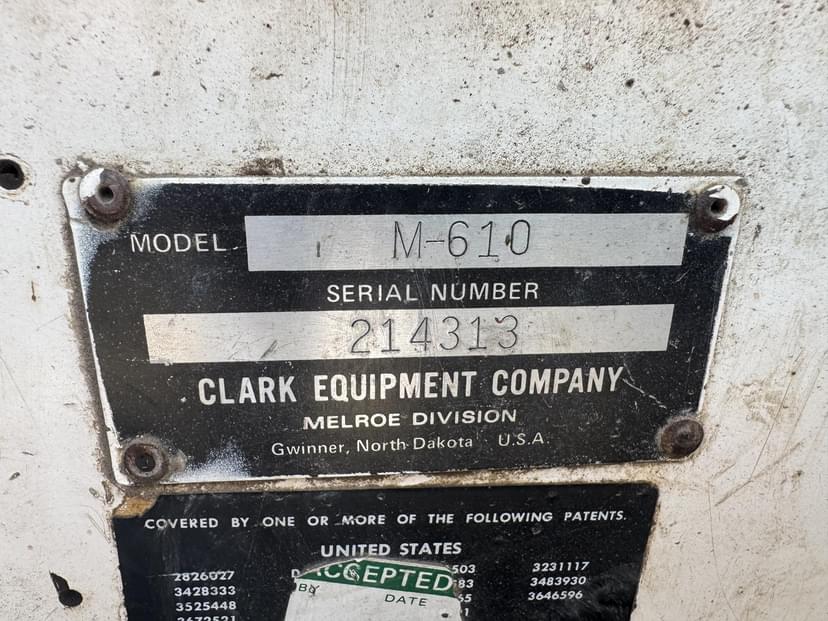 MODEL M-610
SERIAL NUMBER
214313
CLARK EQUIPMENT COMPANY
MELROE DIVISION
Gwinner, North Dakota U.S.A.
COVERED BY ONE OR MORE OF THE FOLLOWING PATENTS.
UNITED STATES
2826027 503 3231117
ACCEPTED
3428333 BY 3483930
DATE
3525448 3646596